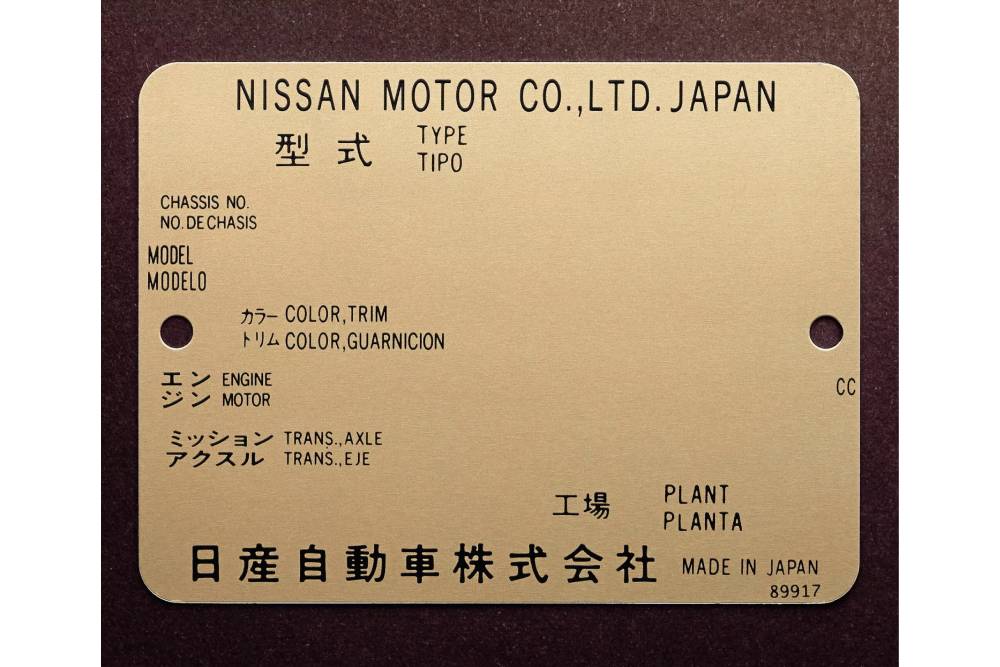 NISSAN MOTOR CO.,LTD. JAPAN
型式 TYPE
TIPO
CHASSIS NO.
NO.DE CHASIS
MODEL
MODELO
カラー COLOR,TRIM
トリム COLOR,GUARNICION
エン ENGINE
ジン MOTOR
CC
ミッション TRANS.,AXLE
アクスル TRANS.,EJE
工場 PLANT
PLANTA
日産自動車株式会社 MADE IN JAPAN
89917